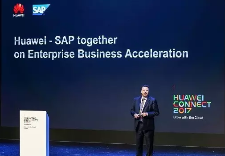 HUAWEI
SAP
Huawei - SAP together
on Enterprise Business Acceleration
HUAWEI
CONNECT
2017